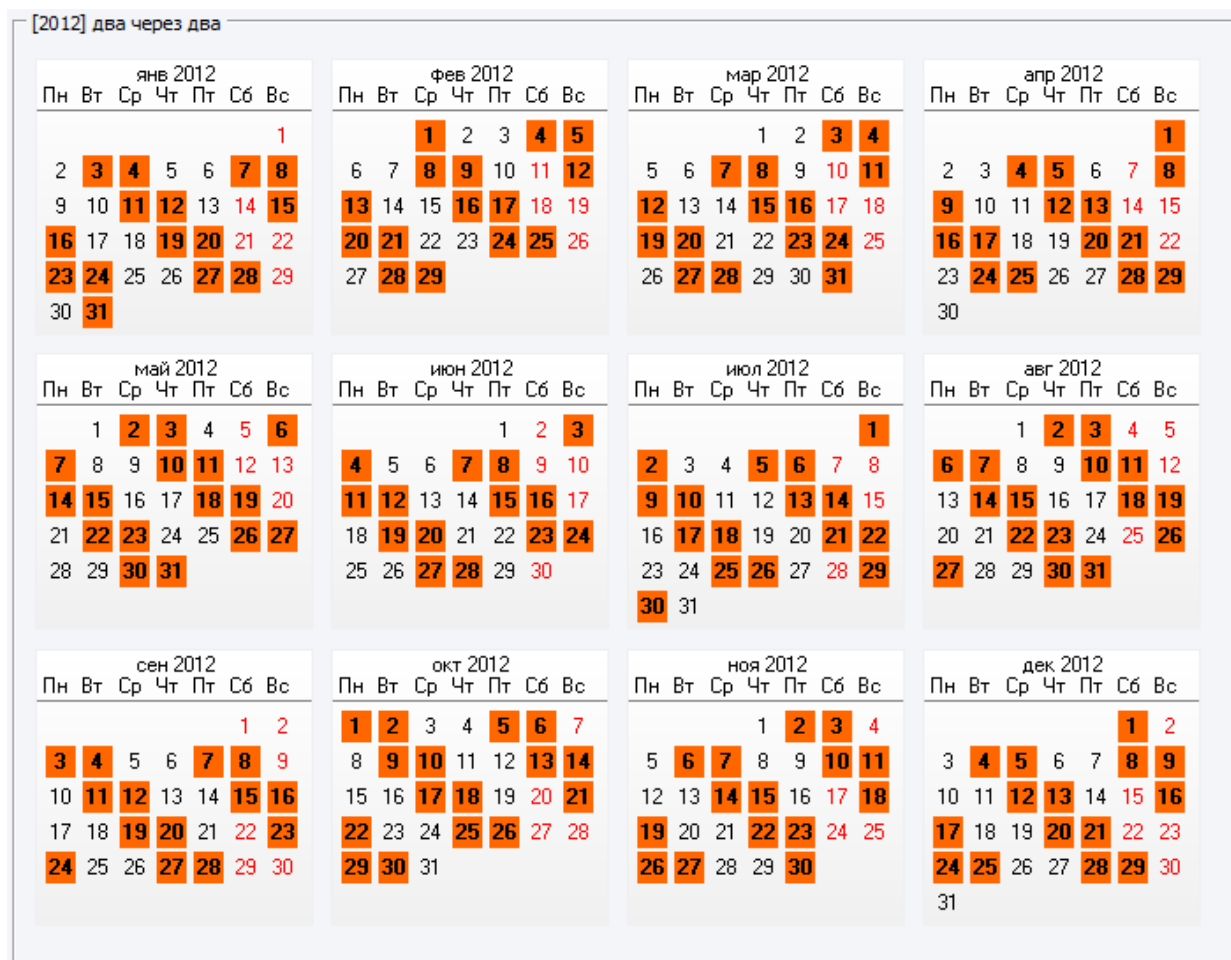 [2012] два через два
янв 2012 фев 2012 мар 2012 апр 2012
Пн Вт Ср Чт Пт Сб Вс Пн Вт Ср Чт Пт Сб Вс Пн Вт Ср Чт Пт Сб Вс Пн Вт Ср Чт Пт Сб Вс
1 1 2 3 4 5 1 2 3 4 1
2 3 4 5 6 7 8 6 7 8 9 10 11 12 5 6 7 8 9 10 11 2 3 4 5 6 7 8
9 10 11 12 13 14 15 13 14 15 16 17 18 19 12 13 14 15 16 17 18 9 10 11 12 13 14 15
16 17 18 19 20 21 22 20 21 22 23 24 25 26 19 20 21 22 23 24 25 16 17 18 19 20 21 22
23 24 25 26 27 28 29 27 28 29 26 27 28 29 30 31 23 24 25 26 27 28 29
30 31 30
май 2012 июн 2012 июл 2012 авг 2012
Пн Вт Ср Чт Пт Сб Вс Пн Вт Ср Чт Пт Сб Вс Пн Вт Ср Чт Пт Сб Вс Пн Вт Ср Чт Пт Сб Вс
1 2 3 4 5 6 1 2 3 1 1 2 3 4 5
7 8 9 10 11 12 13 4 5 6 7 8 9 10 2 3 4 5 6 7 8 6 7 8 9 10 11 12
14 15 16 17 18 19 20 11 12 13 14 15 16 17 9 10 11 12 13 14 15 13 14 15 16 17 18 19
21 22 23 24 25 26 27 18 19 20 21 22 23 24 16 17 18 19 20 21 22 20 21 22 23 24 25 26
28 29 30 31 25 26 27 28 29 30 23 24 25 26 27 28 29 27 28 29 30 31
30 31
сен 2012 окт 2012 ноя 2012 дек 2012
Пн Вт Ср Чт Пт Сб Вс Пн Вт Ср Чт Пт Сб Вс Пн Вт Ср Чт Пт Сб Вс Пн Вт Ср Чт Пт Сб Вс
1 2 1 2 3 4 5 6 7 1 2 3 4 1 2
3 4 5 6 7 8 9 8 9 10 11 12 13 14 5 6 7 8 9 10 11 3 4 5 6 7 8 9
10 11 12 13 14 15 16 15 16 17 18 19 20 21 12 13 14 15 16 17 18 10 11 12 13 14 15 16
17 18 19 20 21 22 23 22 23 24 25 26 27 28 19 20 21 22 23 24 25 17 18 19 20 21 22 23
24 25 26 27 28 29 30 29 30 31 26 27 28 29 30 24 25 26 27 28 29 30
31